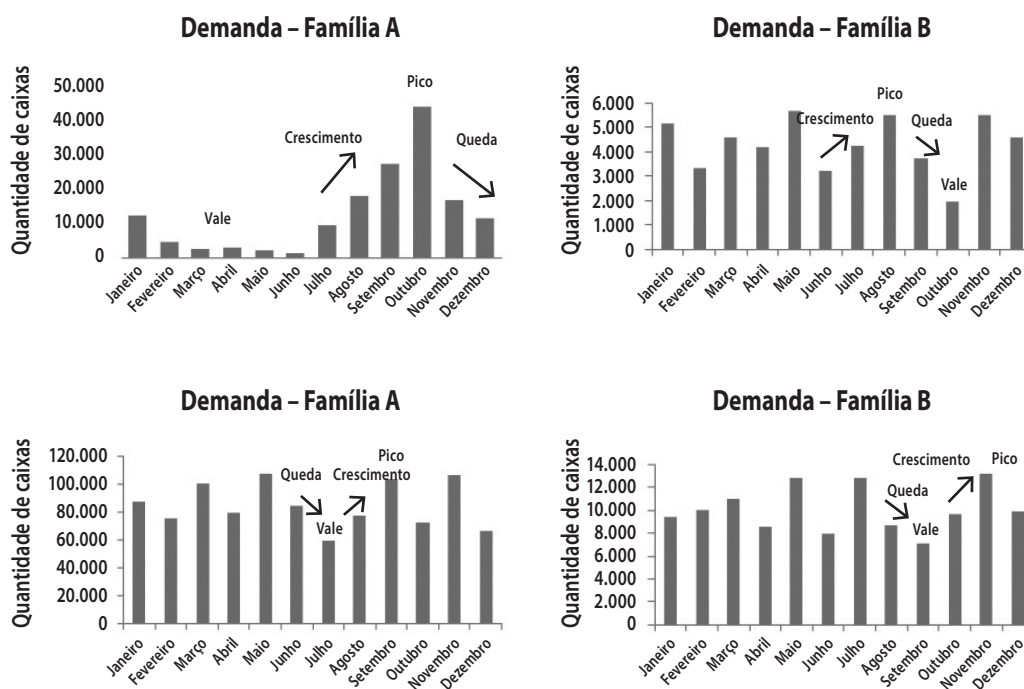 Demanda – Família A
Quantidade de caixas
50.000
40.000
30.000
20.000
10.000
0
Vale
Crescimento
Pico
Queda
Janeiro
Fevereiro
Março
Abril
Maio
Junho
Julho
Agosto
Setembro
Outubro
Novembro
Dezembro
Demanda – Família B
Quantidade de caixas
6.000
5.000
4.000
3.000
2.000
1.000
0
Crescimento
Pico
Queda
Vale
Janeiro
Fevereiro
Março
Abril
Maio
Junho
Julho
Agosto
Setembro
Outubro
Novembro
Dezembro
Demanda – Família A
Quantidade de caixas
120.000
100.000
80.000
60.000
40.000
20.000
0
Queda
Vale
Crescimento
Pico
Janeiro
Fevereiro
Março
Abril
Maio
Junho
Julho
Agosto
Setembro
Outubro
Novembro
Dezembro
Demanda – Família B
Quantidade de caixas
14.000
12.000
10.000
8.000
6.000
4.000
2.000
0
Queda
Vale
Crescimento
Pico
Janeiro
Fevereiro
Março
Abril
Maio
Junho
Julho
Agosto
Setembro
Outubro
Novembro
Dezembro